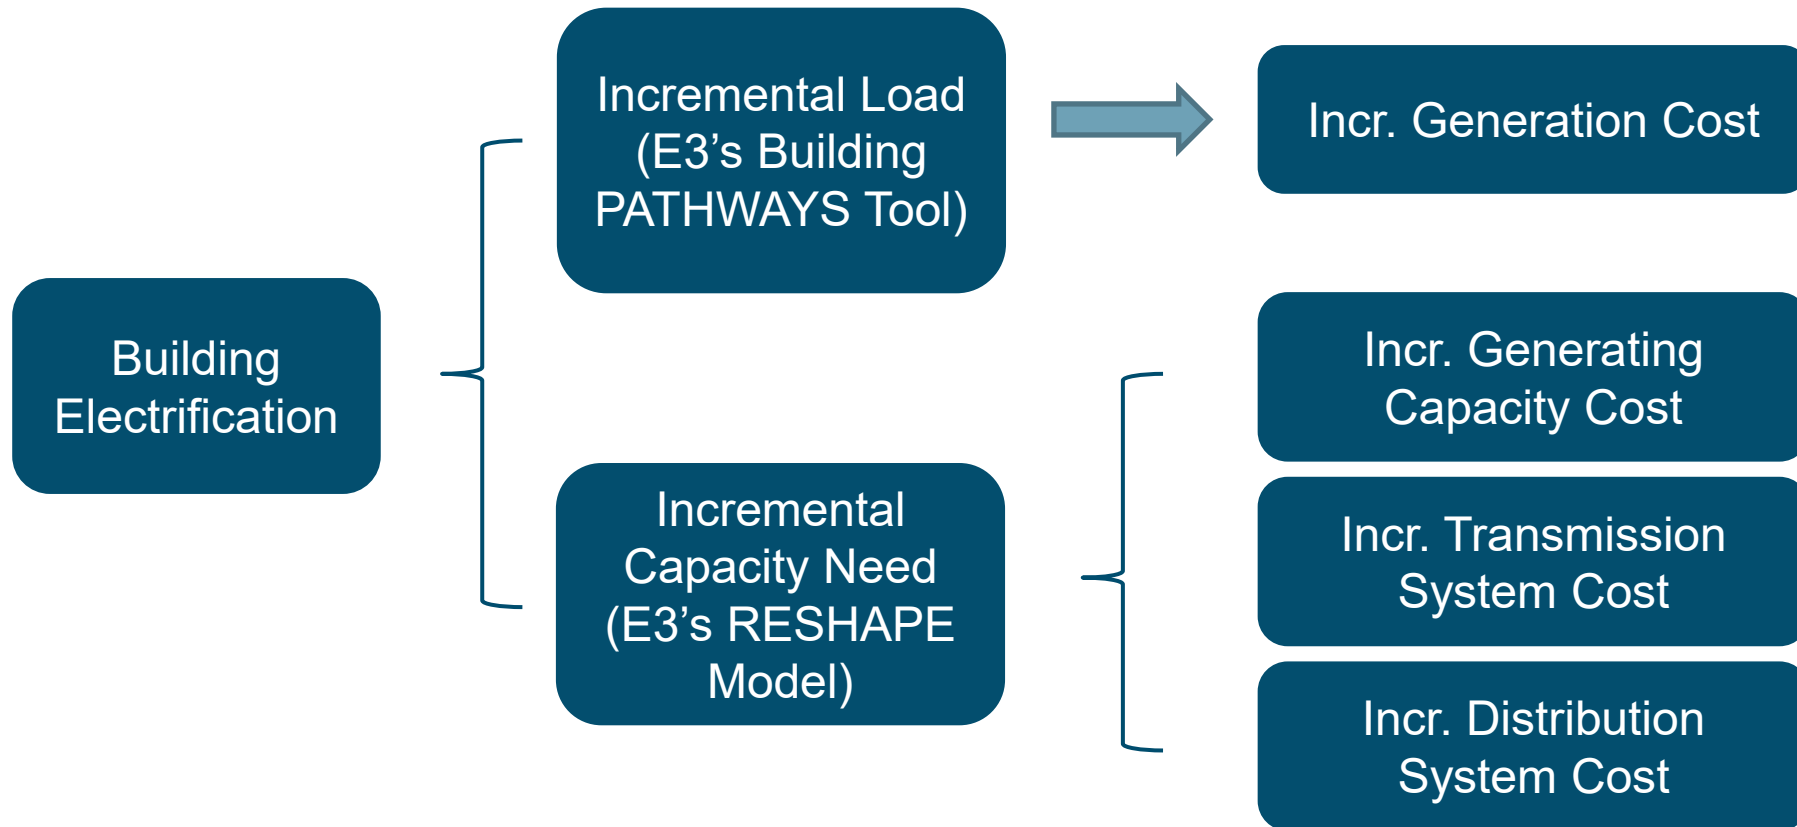 Building
Electrification
Incremental Load
(E3’s Building
PATHWAYS Tool)
Incr. Generation Cost
Incremental
Capacity Need
(E3’s RESHAPE
Model)
Incr. Generating
Capacity Cost
Incr. Transmission
System Cost
Incr. Distribution
System Cost